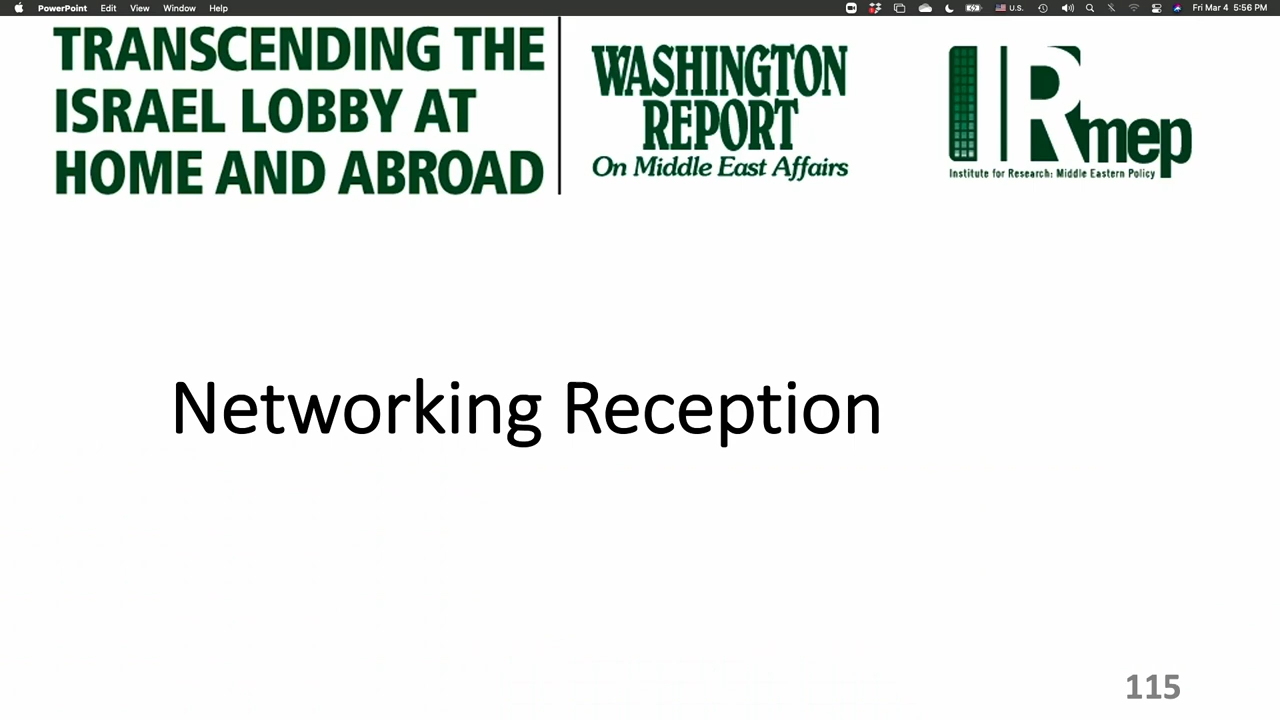 PowerPoint Edit View Window Help U.S. Fri Mar 4 5:56 PM
TRANSCENDING THE
ISRAEL LOBBY AT
HOME AND ABROAD
WASHINGTON
REPORT
On Middle East Affairs
IRmep
Institute for Research: Middle Eastern Policy
Networking Reception
115